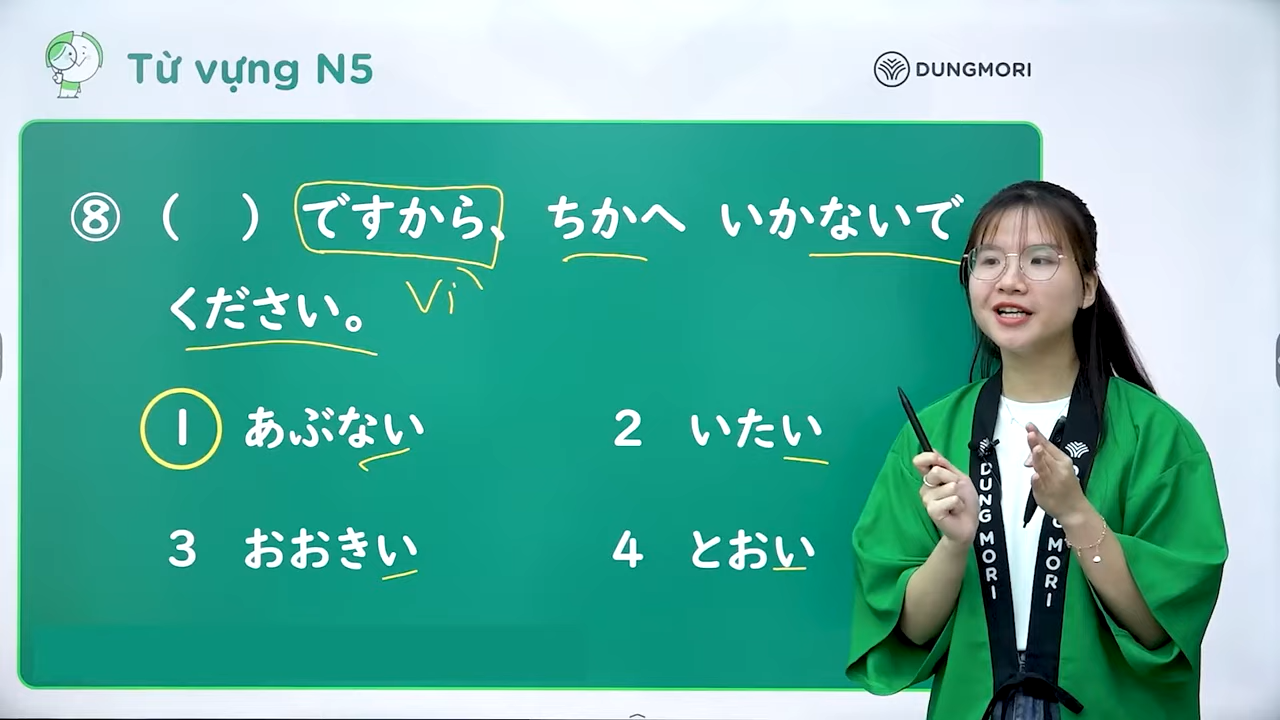 Từ vựng N5
DUNGMORI
⑧ ( ) ですから、 ちかへ いかないで
ください。
Vì
1 あぶない
2 いたい
3 おおきい
4 とおい
DUNG MORI
MORI